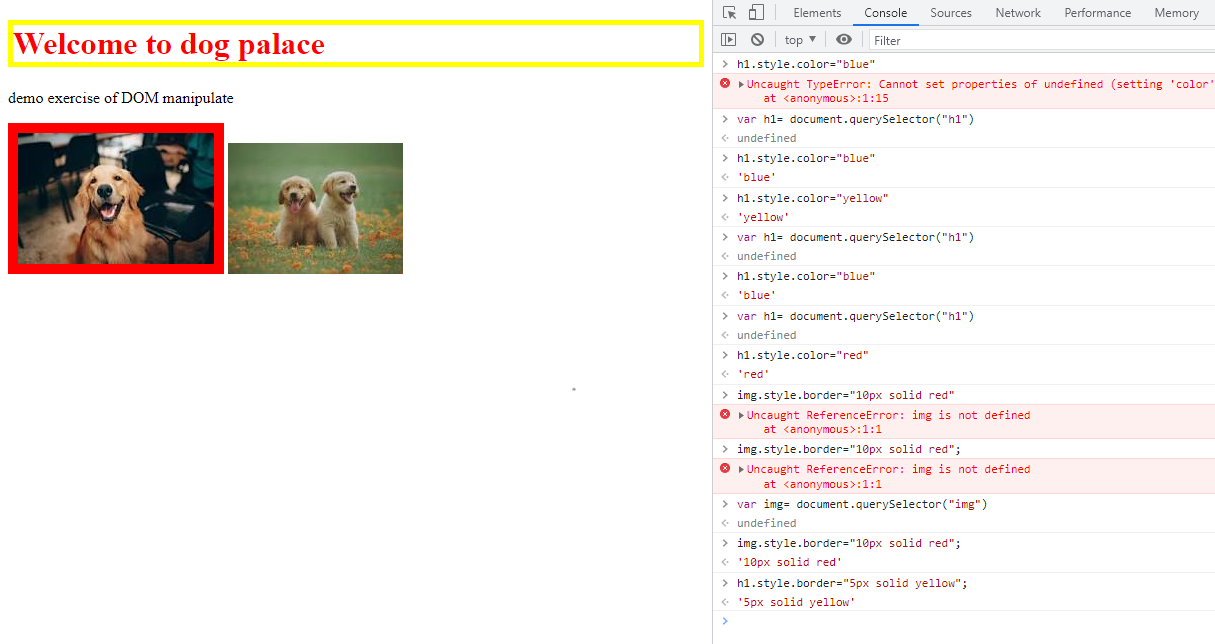 Welcome to dog palace
demo exercise of DOM manipulate
Elements Console Sources Network Performance Memory
top ▼ Filter
> h1.style.color="blue"
▶Uncaught TypeError: Cannot set properties of undefined (setting 'color'
at <anonymous>:1:15
> var h1= document.querySelector("h1")
undefined
> h1.style.color="blue"
'blue'
> h1.style.color="yellow"
'yellow'
> var h1= document.querySelector("h1")
undefined
> h1.style.color="blue"
'blue'
> var h1= document.querySelector("h1")
undefined
> h1.style.color="red"
'red'
> img.style.border="10px solid red"
▶Uncaught ReferenceError: img is not defined
at <anonymous>:1:1
> img.style.border="10px solid red";
▶Uncaught ReferenceError: img is not defined
at <anonymous>:1:1
> var img= document.querySelector("img")
undefined
> img.style.border="10px solid red";
'10px solid red'
> h1.style.border="5px solid yellow";
'5px solid yellow'
>